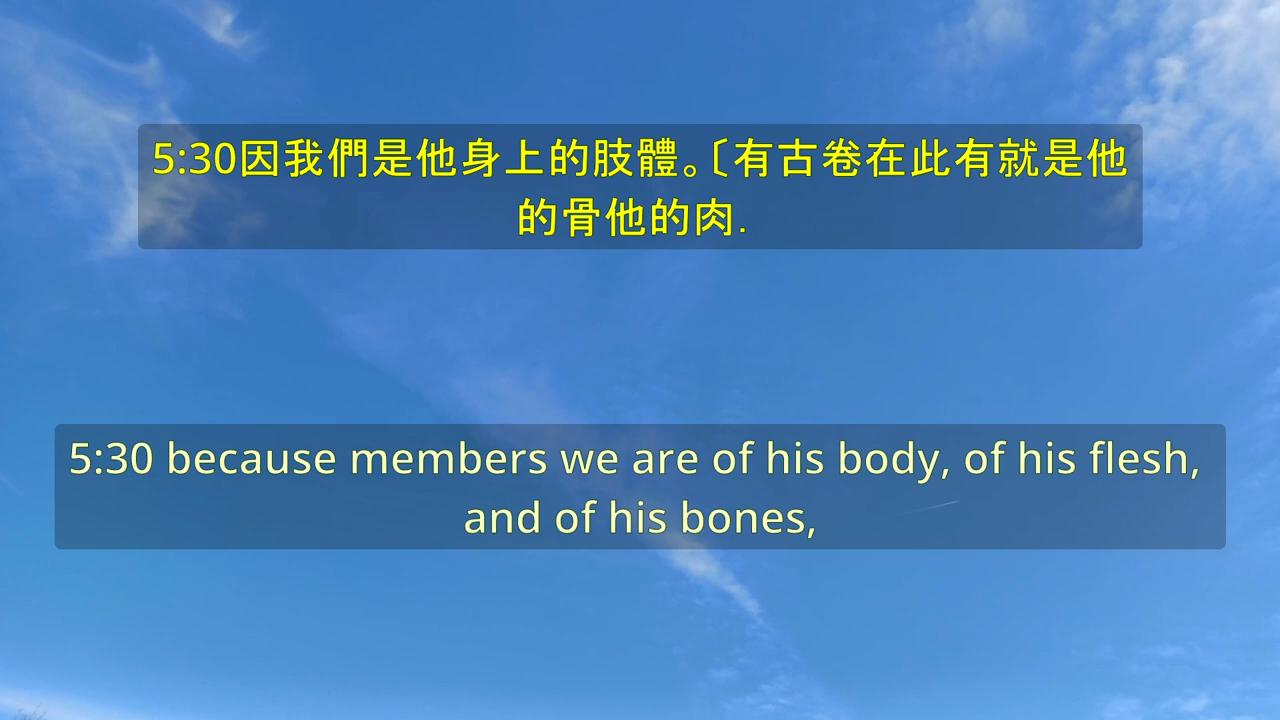 5:30因我們是他身上的肢體。〔有古卷在此有就是他
的骨他的肉.
5:30 because members we are of his body, of his flesh,
and of his bones,